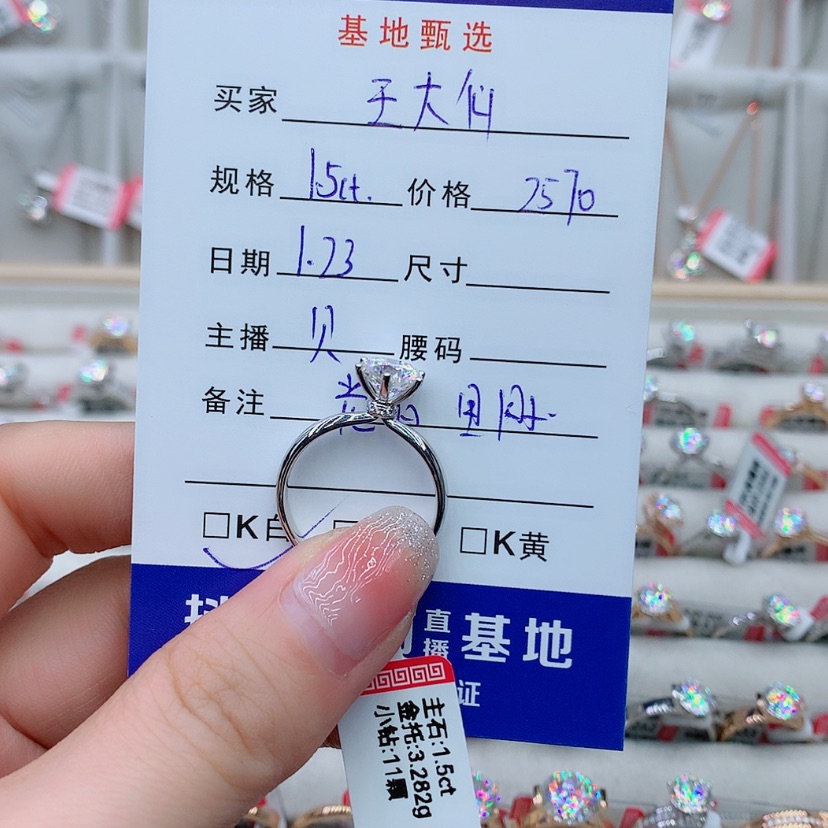 基地甄选
买家 王大仙
规格 1.5ct. 价格 2570
日期 1.23 尺寸
主播 贝 腰码
备注
□K白 □K黄
直播基地
证
主石:1.5ct
金托:3.282g
小钻:11颗